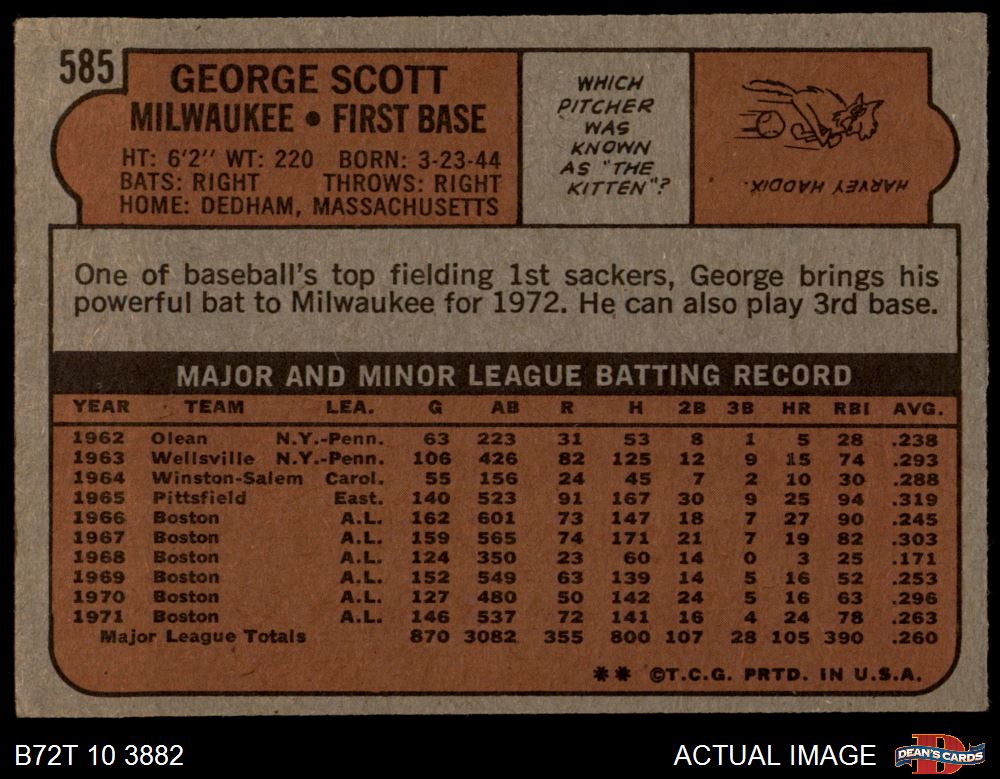 585
GEORGE SCOTT
MILWAUKEE • FIRST BASE
HT: 6'2" WT: 220 BORN: 3-23-44
BATS: RIGHT THROWS: RIGHT
HOME: DEDHAM, MASSACHUSETTS
WHICH
PITCHER
WAS
KNOWN
AS "THE
KITTEN"?
HARVEY HADDIX.
One of baseball's top fielding 1st sackers, George brings his
powerful bat to Milwaukee for 1972. He can also play 3rd base.
MAJOR AND MINOR LEAGUE BATTING RECORD
YEAR TEAM LEA. G AB R H 2B 3B HR RBI AVG.
1962 Olean N.Y.-Penn. 63 223 31 53 8 1 5 28 .238
1963 Wellsville N.Y.-Penn. 106 426 82 125 12 9 15 74 .293
1964 Winston-Salem Carol. 55 156 24 45 7 2 10 30 .288
1965 Pittsfield East. 140 523 91 167 30 9 25 94 .319
1966 Boston A.L. 162 601 73 147 18 7 27 90 .245
1967 Boston A.L. 159 565 74 171 21 7 19 82 .303
1968 Boston A.L. 124 350 23 60 14 0 3 25 .171
1969 Boston A.L. 152 549 63 139 14 5 16 52 .253
1970 Boston A.L. 127 480 50 142 24 5 16 63 .296
1971 Boston A.L. 146 537 72 141 16 4 24 78 .263
Major League Totals 870 3082 355 800 107 28 105 390 .260
** ©T.C.G. PRTD. IN U.S.A.
B72T 10 3882 ACTUAL IMAGE DEAN'S CARDS